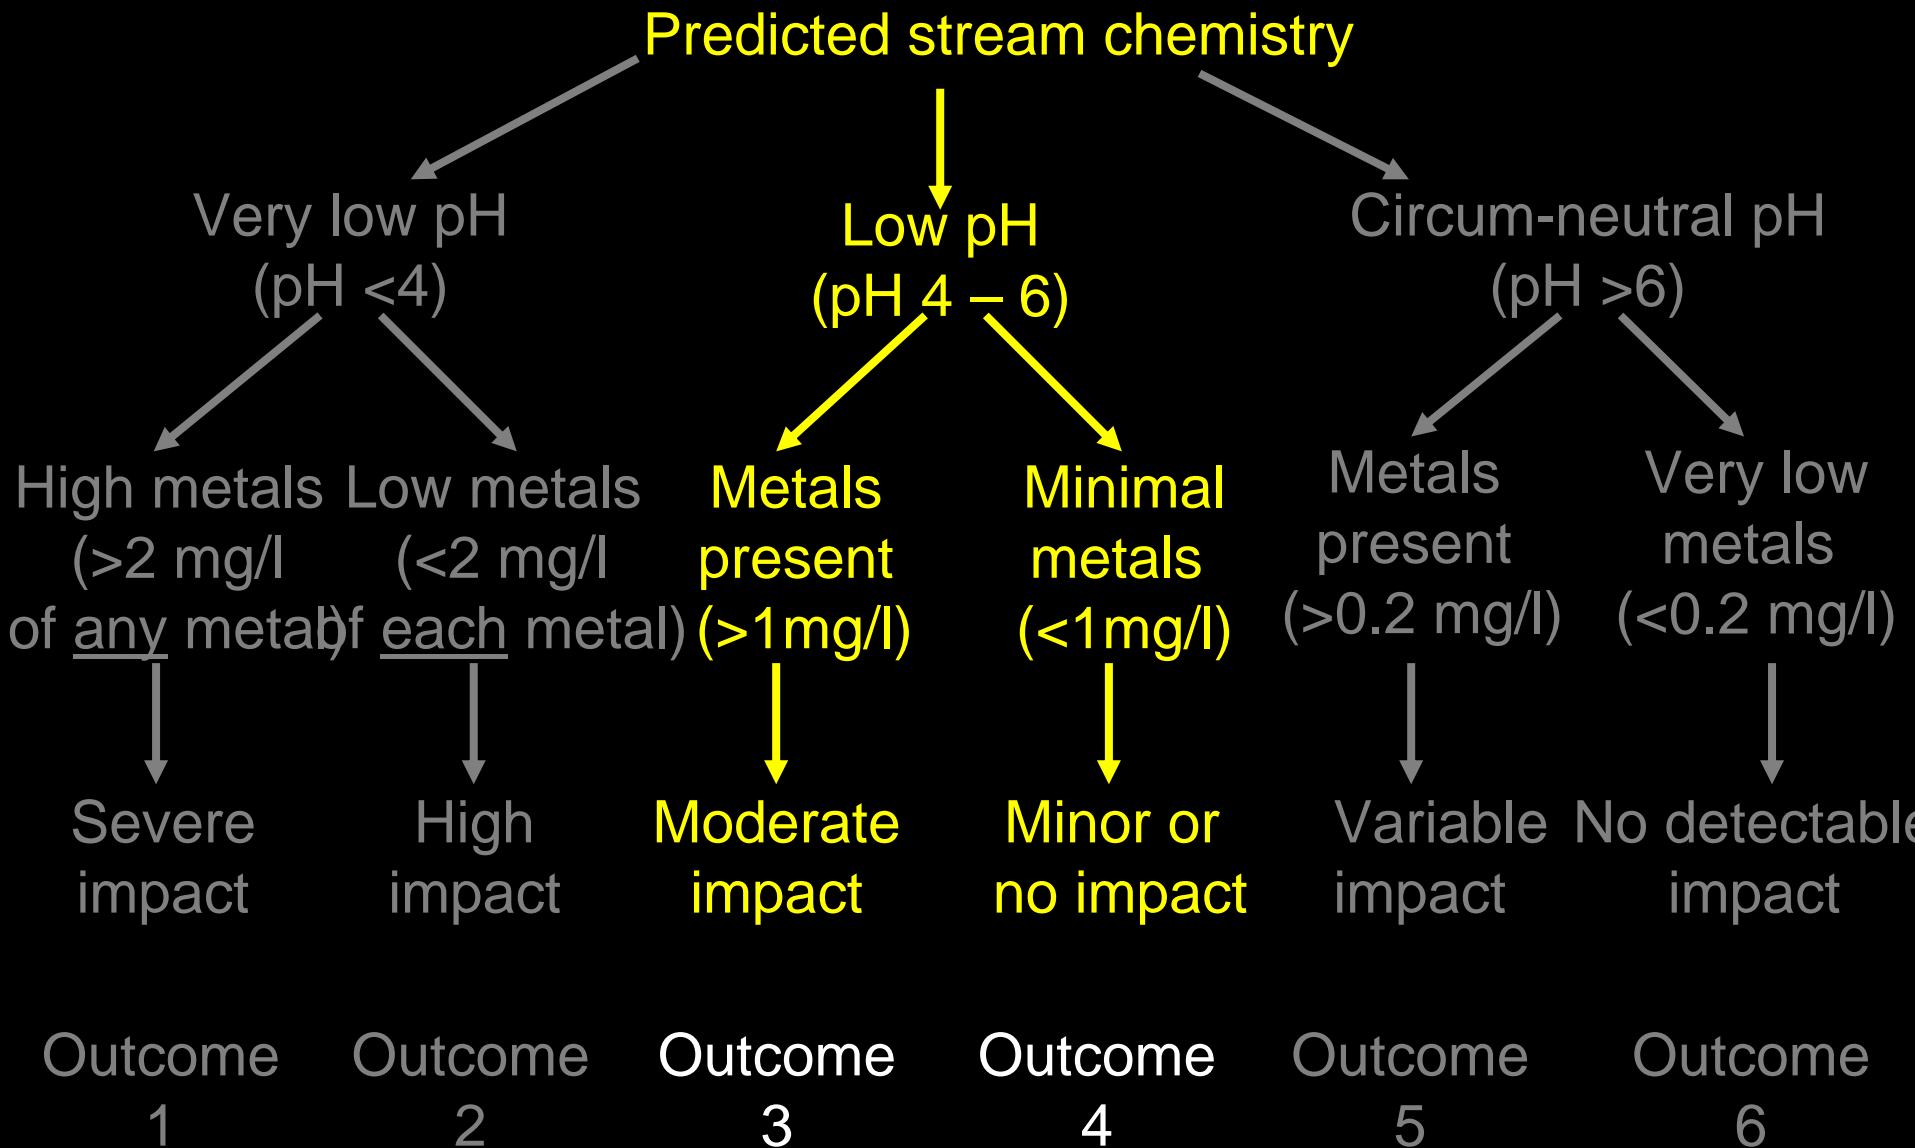 Predicted stream chemistry
Very low pH
(pH <4)
Low pH
(pH 4 – 6)
Circum-neutral pH
(pH >6)
High metals
(>2 mg/l
of any metal)
Low metals
(<2 mg/l
of each metal)
Metals
present
(>1mg/l)
Minimal
metals
(<1mg/l)
Metals
present
(>0.2 mg/l)
Very low
metals
(<0.2 mg/l)
Severe
impact
High
impact
Moderate
impact
Minor or
no impact
Variable
impact
No detectable
impact
Outcome
1
Outcome
2
Outcome
3
Outcome
4
Outcome
5
Outcome
6